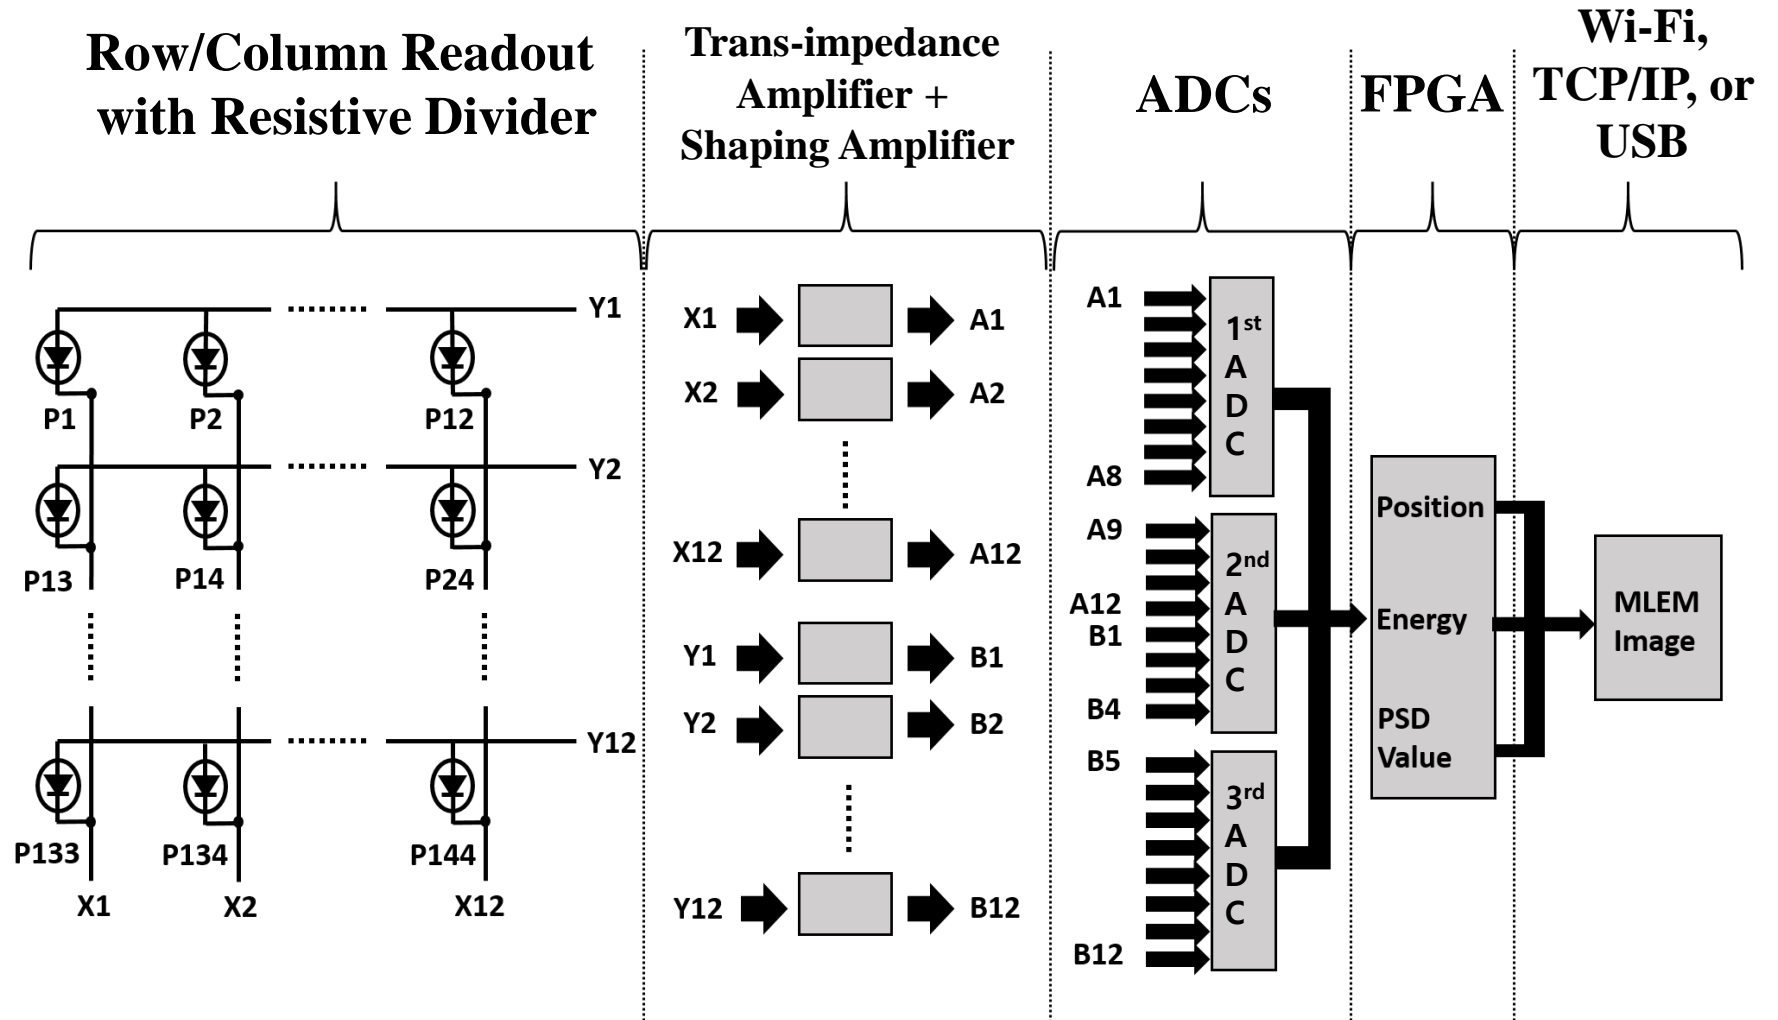 Row/Column Readout
with Resistive Divider
Trans-impedance
Amplifier +
Shaping Amplifier
ADCs
FPGA
Wi-Fi,
TCP/IP, or
USB
Y1
P1
P2
P12
Y2
P13
P14
P24
Y12
P133
P134
P144
X1
X2
X12
X1
A1
X2
A2
X12
A12
Y1
B1
Y2
B2
Y12
B12
A1
A8
1st
A
D
C
A9
A12
B1
B4
2nd
A
D
C
B5
B12
3rd
A
D
C
Position
Energy
PSD
Value
MLEM
Image